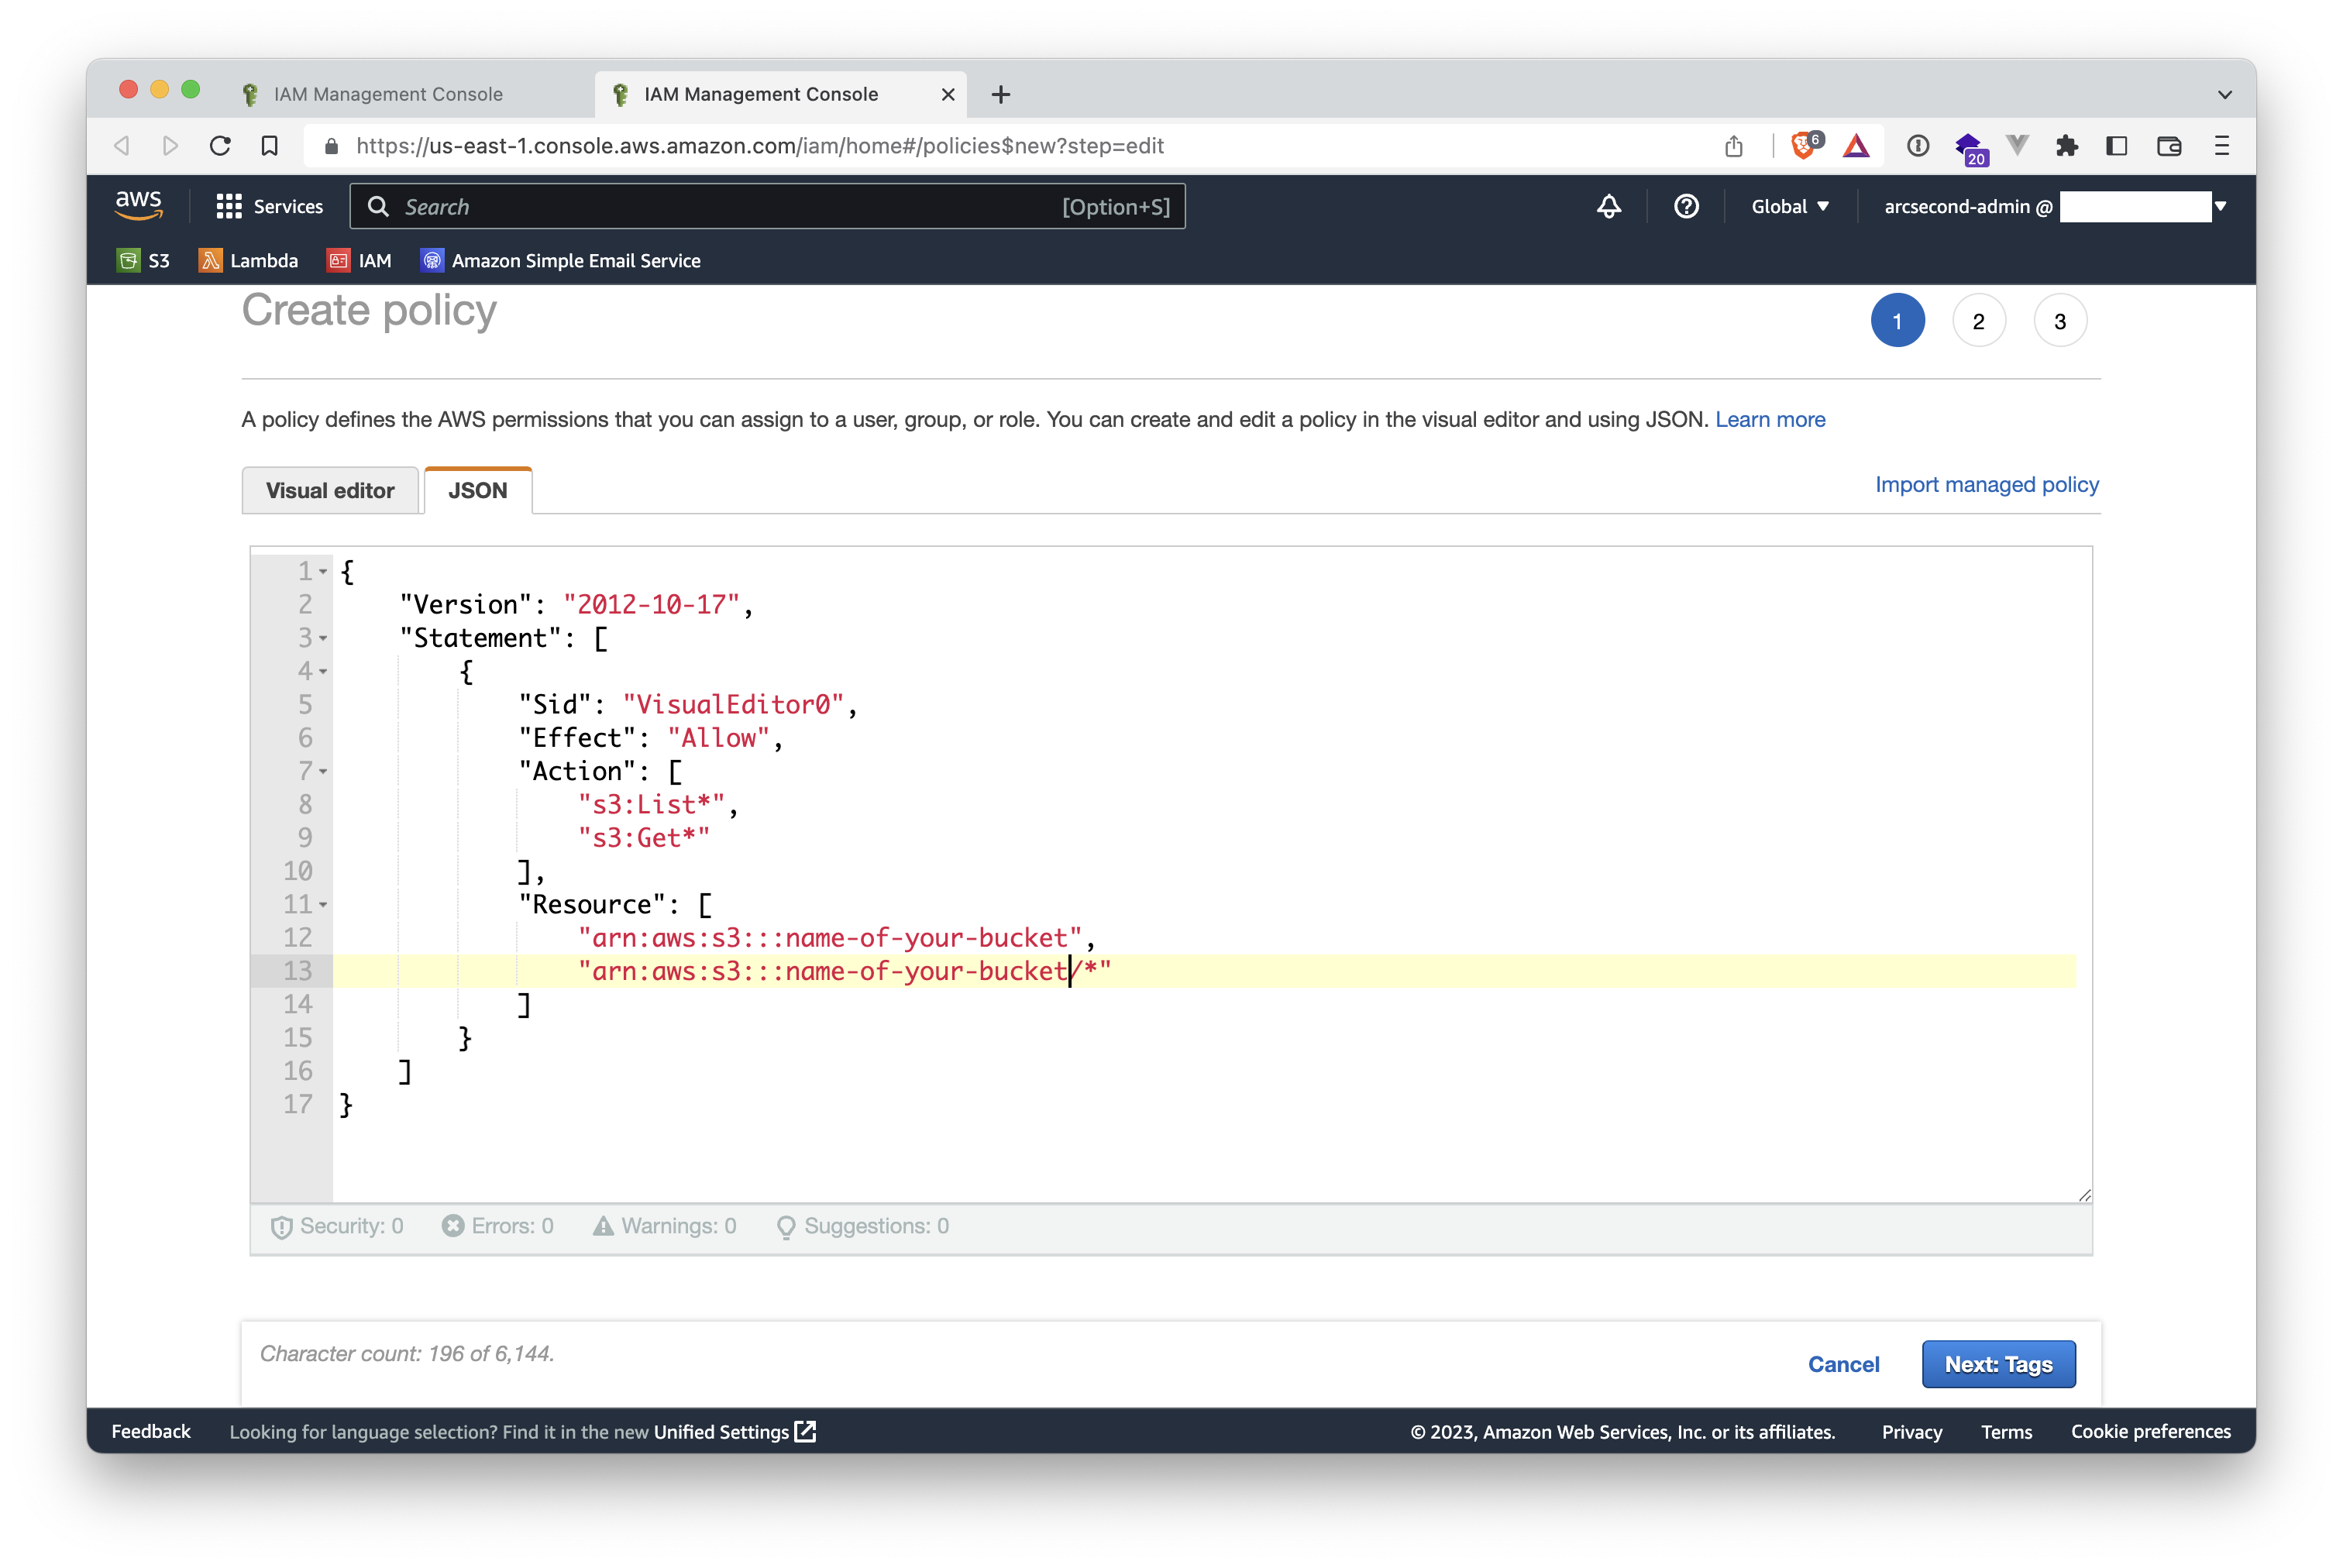 IAM Management Console
IAM Management Console
https://us-east-1.console.aws.amazon.com/iam/home#/policies$new?step=edit
6
20
aws
Services
Search
[Option+S]
Global
arcsecond-admin @
S3
Lambda
IAM
Amazon Simple Email Service
Create policy
1
2
3
A policy defines the AWS permissions that you can assign to a user, group, or role. You can create and edit a policy in the visual editor and using JSON. Learn more
Visual editor
JSON
Import managed policy
1 {
2     "Version": "2012-10-17",
3     "Statement": [
4         {
5             "Sid": "VisualEditor0",
6             "Effect": "Allow",
7             "Action": [
8                 "s3:List*",
9                 "s3:Get*"
10             ],
11             "Resource": [
12                 "arn:aws:s3:::name-of-your-bucket",
13                 "arn:aws:s3:::name-of-your-bucket/*"
14             ]
15         }
16     ]
17 }
Security: 0
Errors: 0
Warnings: 0
Suggestions: 0
Character count: 196 of 6,144.
Cancel
Next: Tags
Feedback
Looking for language selection? Find it in the new Unified Settings
© 2023, Amazon Web Services, Inc. or its affiliates.
Privacy
Terms
Cookie preferences